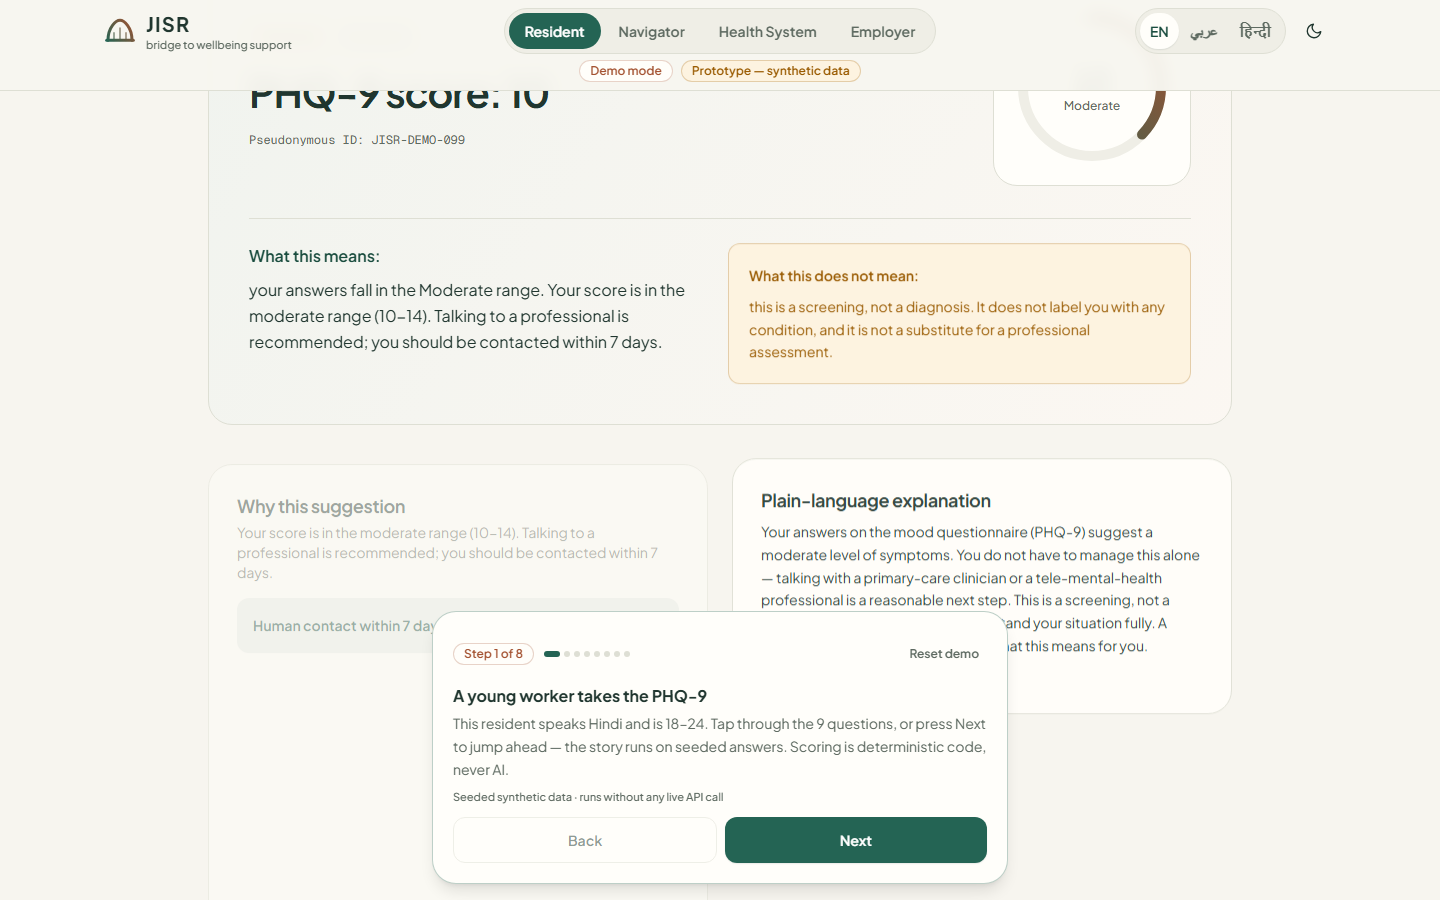 JISR
bridge to wellbeing support
Resident
Navigator
Health System
Employer
EN
عربي
हिन्दी
Demo mode
Prototype — synthetic data
PHQ-9 score: 10
Pseudonymous ID: JISR-DEMO-099
Moderate
What this means:
your answers fall in the Moderate range. Your score is in the
moderate range (10–14). Talking to a professional is
recommended; you should be contacted within 7 days.
What this does not mean:
this is a screening, not a diagnosis. It does not label you with any
condition, and it is not a substitute for a professional
assessment.
Why this suggestion
Your score is in the moderate range (10–14). Talking to a
professional is recommended; you should be contacted within 7
days.
Human contact within 7 day
Plain-language explanation
Your answers on the mood questionnaire (PHQ-9) suggest a
moderate level of symptoms. You do not have to manage this alone
— talking with a primary-care clinician or a tele-mental-health
professional is a reasonable next step. This is a screening, not a
and your situation fully. A
this means for you.
Step 1 of 8
Reset demo
A young worker takes the PHQ-9
This resident speaks Hindi and is 18–24. Tap through the 9 questions, or press Next
to jump ahead — the story runs on seeded answers. Scoring is deterministic code,
never AI.
Seeded synthetic data · runs without any live API call
Back
Next